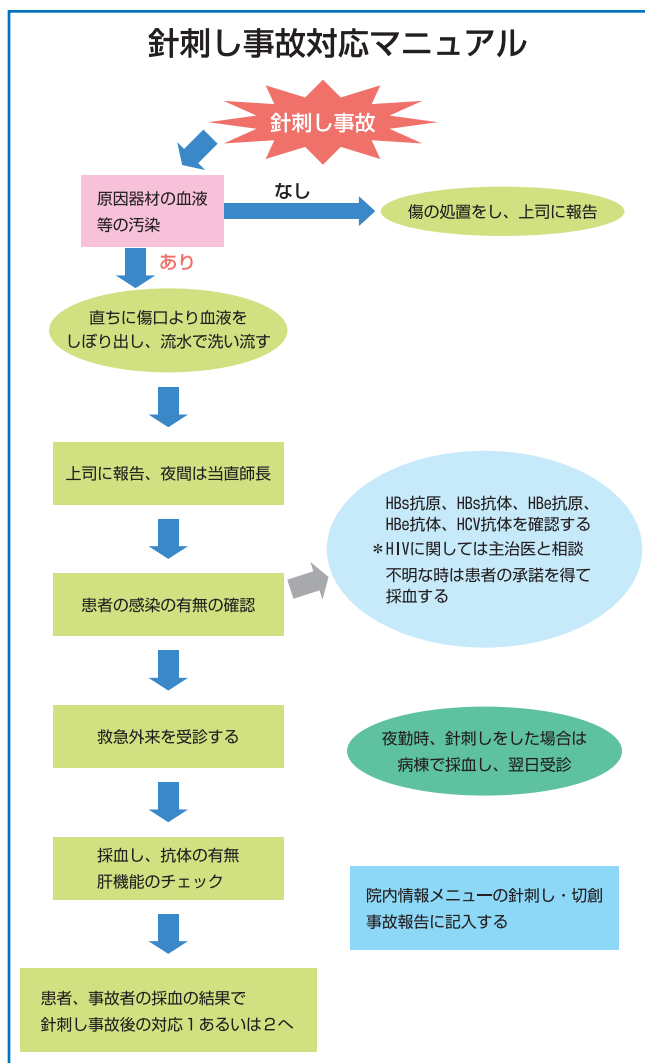 針刺し事故対応マニュアル
針刺し事故
原因器材の血液
等の汚染
なし
傷の処置をし、上司に報告
あり
直ちに傷口より血液を
しぼり出し、流水で洗い流す
上司に報告、夜間は当直師長
HBs抗原、HBs抗体、HBe抗原、
HBe抗体、HCV抗体を確認する
＊HIVに関しては主治医と相談
不明な時は患者の承諾を得て
採血する
患者の感染の有無の確認
救急外来を受診する
夜勤時、針刺しをした場合は
病棟で採血し、翌日受診
採血し、抗体の有無
肝機能のチェック
院内情報メニューの針刺し・切創
事故報告に記入する
患者、事故者の採血の結果で
針刺し事故後の対応１あるいは２へ